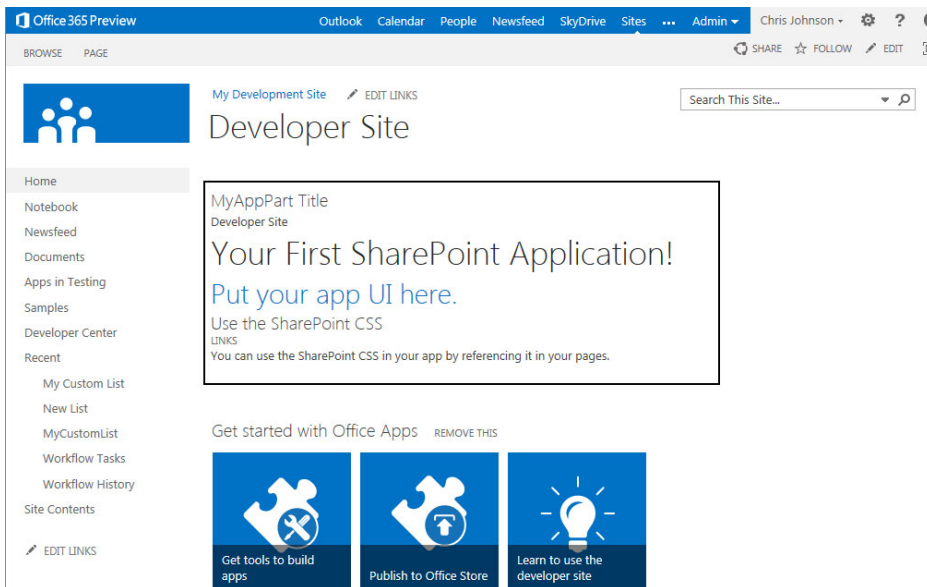 Office 365 Preview Outlook Calendar People Newsfeed SkyDrive Sites ••• Admin Chris Johnson ?
BROWSE PAGE SHARE FOLLOW EDIT
My Development Site EDIT LINKS
Search This Site...
Developer Site
Home
Notebook
Newsfeed
Documents
Apps in Testing
Samples
Developer Center
Recent
My Custom List
New List
MyCustomList
Workflow Tasks
Workflow History
Site Contents
EDIT LINKS
MyAppPart Title
Developer Site
Your First SharePoint Application!
Put your app UI here.
Use the SharePoint CSS
LINKS
You can use the SharePoint CSS in your app by referencing it in your pages.
Get started with Office Apps REMOVE THIS
Get tools to build
apps
Publish to Office Store
Learn to use the
developer site